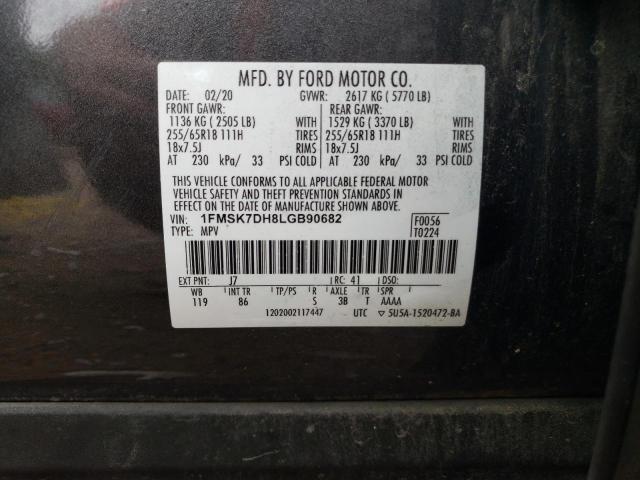 MFD. BY FORD MOTOR CO.
DATE: 02/20 GVWR: 2617 KG ( 5770 LB)
FRONT GAWR: REAR GAWR:
1136 KG ( 2505 LB) WITH 1529 KG ( 3370 LB) WITH
255/65R18 111H TIRES 255/65R18 111H TIRES
18x7.5J RIMS 18x7.5J RIMS
AT 230 kPa/ 33 PSI COLD AT 230 kPa/ 33 PSI COLD
THIS VEHICLE CONFORMS TO ALL APPLICABLE FEDERAL MOTOR
VEHICLE SAFETY AND THEFT PREVENTION STANDARDS IN
EFFECT ON THE DATE OF MANUFACTURE SHOWN ABOVE.
VIN: 1FMSK7DH8LGB90682 F0056
TYPE: MPV T0224
EXT PNT: J7 RC: 41 DSO:
WB INT TR TP/PS R AXLE TR SPR
119 86 S 3B T AAAA
1202002117447 UTC ▽ 5U5A-1520472-BA